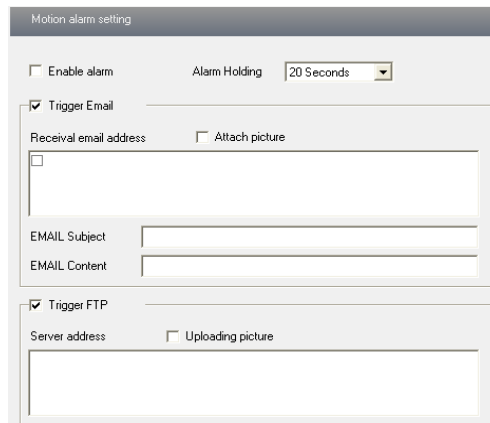 Motion alarm setting
Enable alarm Alarm Holding 20 Seconds
Trigger Email
Receival email address Attach picture
EMAIL Subject
EMAIL Content
Trigger FTP
Server address Uploading picture